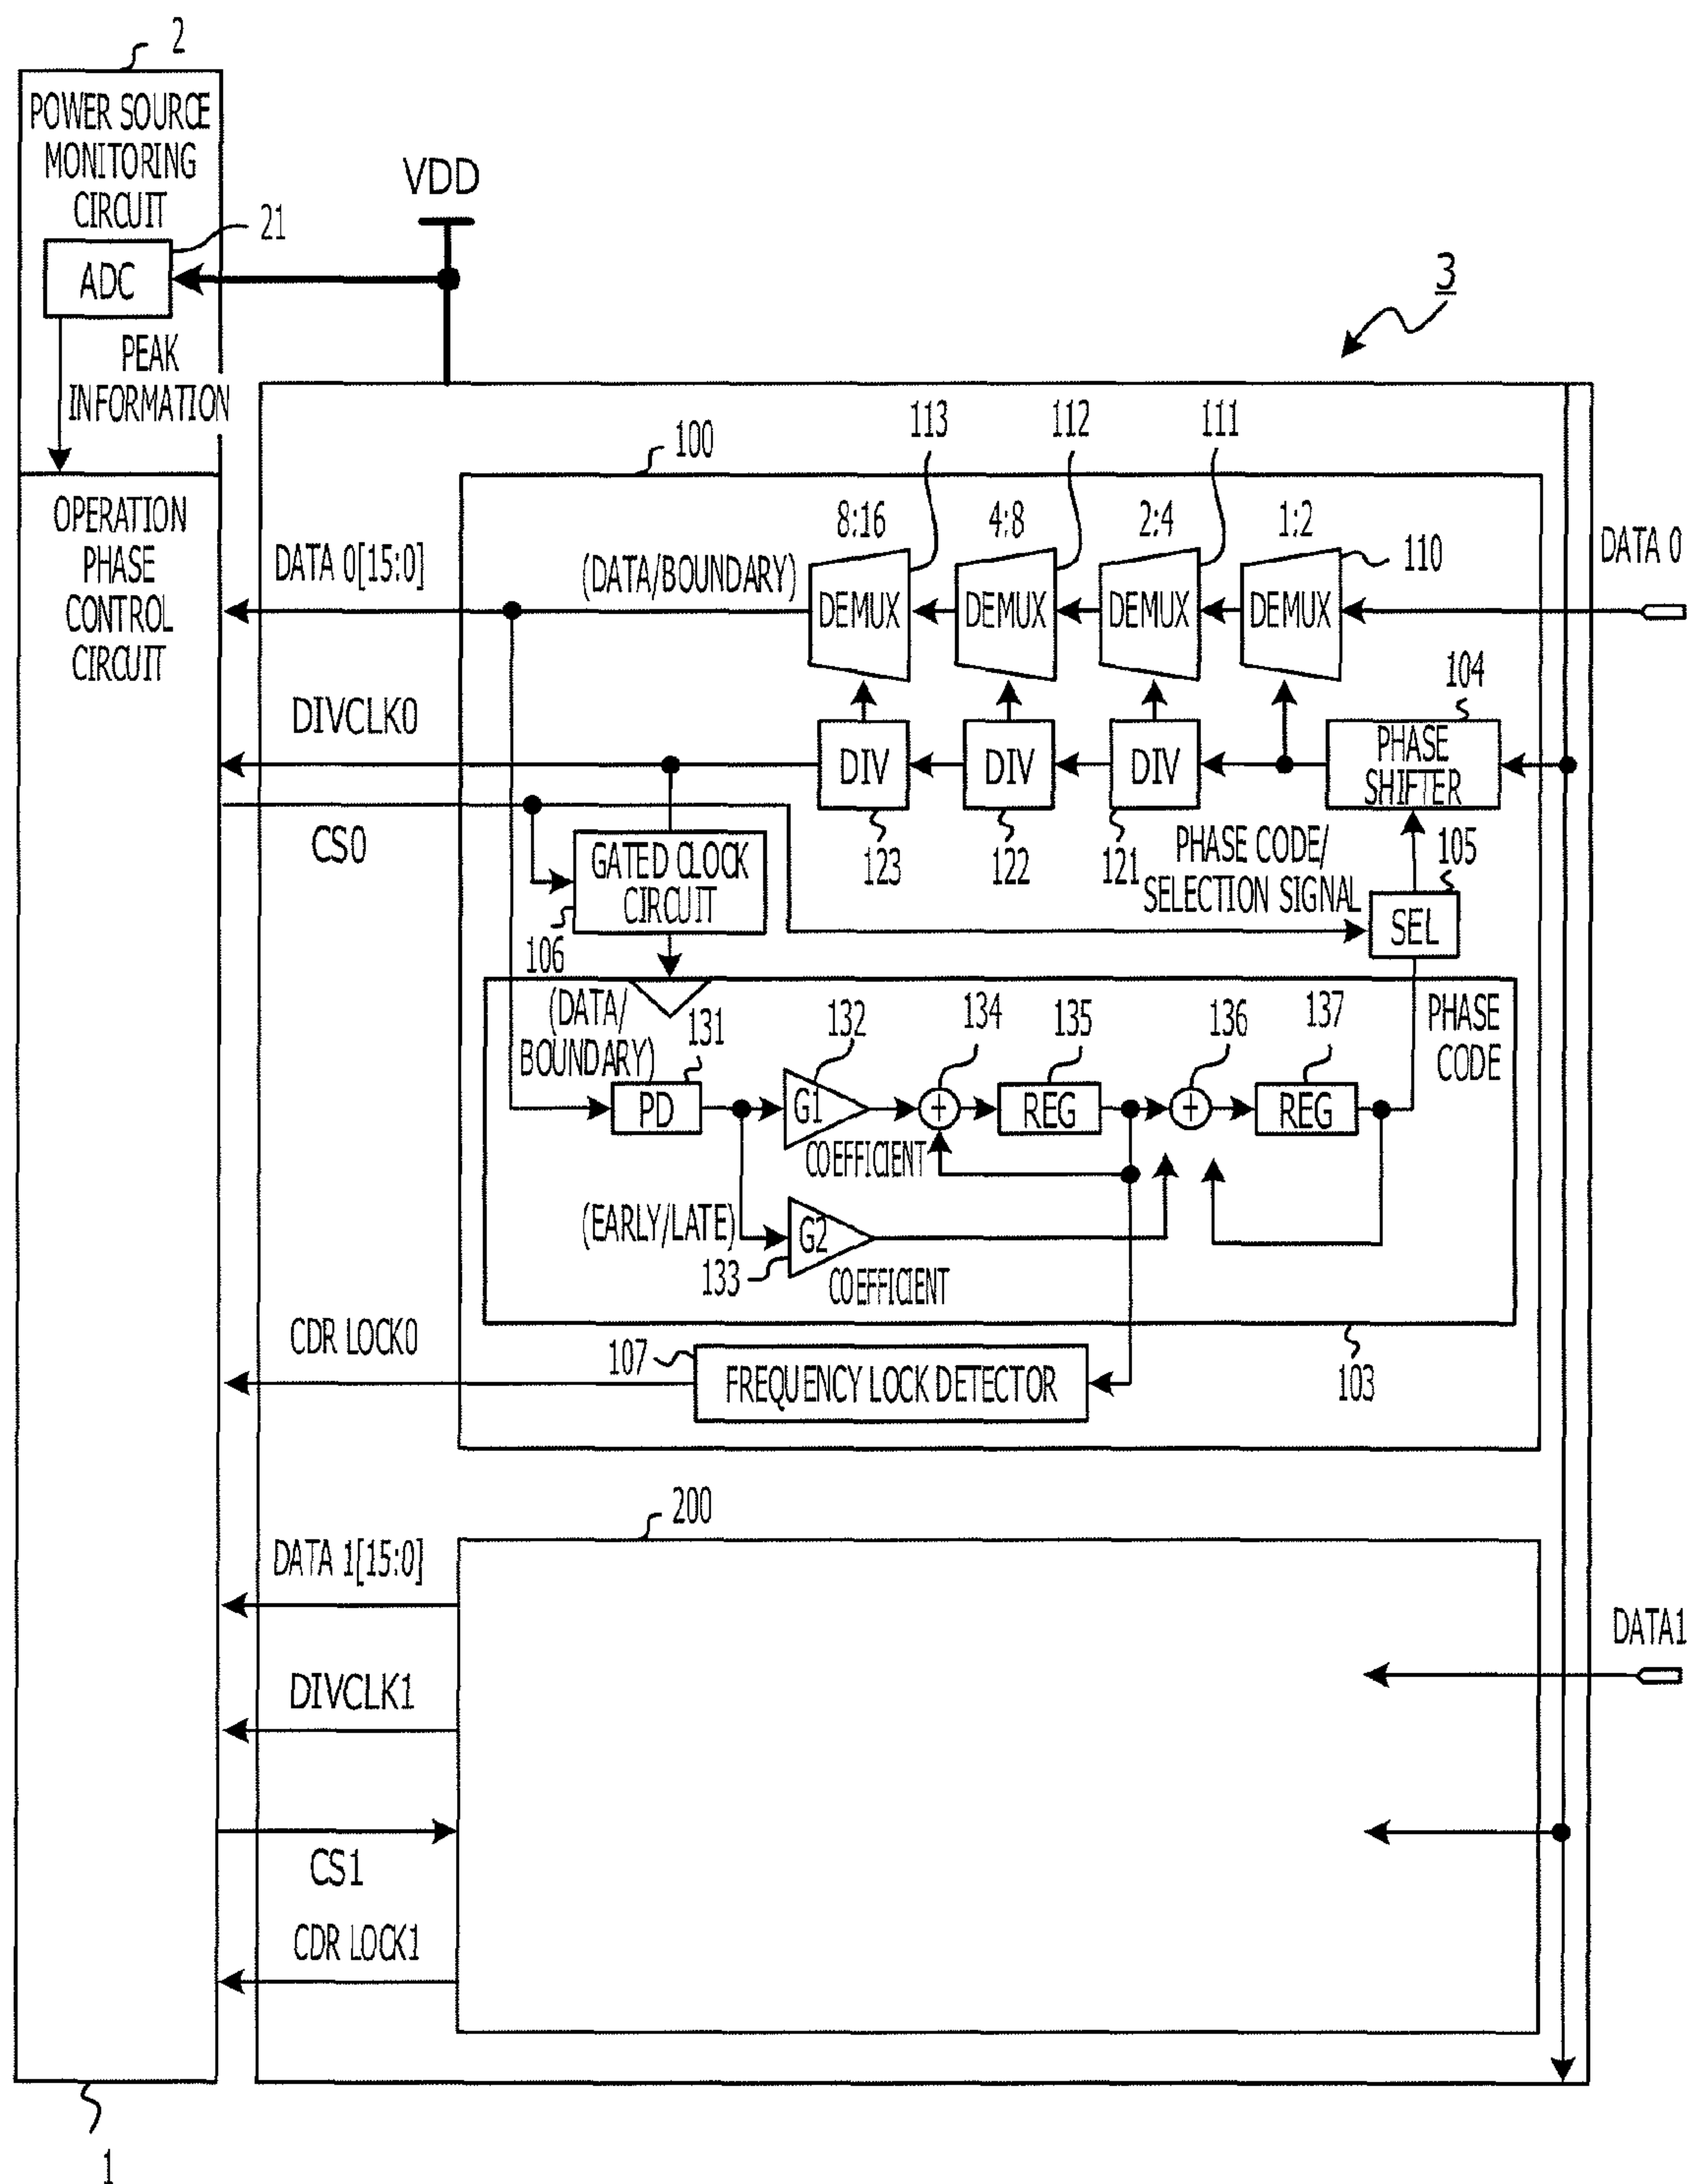 2
POWER SOURCE
MONITORING
CIRCUIT
VDD
21
ADC
3
PEAK
INFORMATION
113
112
111
100
OPERATION
PHASE
CONTROL
CIRCUIT
8:16
4:8
2:4
1:2
DATA 0[15:0]
(DATA/BOUNDARY)
DEMUX
DEMUX
DEMUX
DEMUX
110
DATA 0
104
DIVCLK0
DIV
DIV
DIV
PHASE
SHIFTER
CS0
123
122
121
PHASE CODE/
SELECTION SIGNAL
105
GATED CLOCK
CIRCUIT
SEL
106
(DATA/
BOUNDARY)
131
132
134
135
136
137
PHASE
CODE
PD
G1
+
REG
+
REG
COEFFICIENT
(EARLY/LATE)
G2
133
COEFFICIENT
CDR LOCK0
107
FREQUENCY LOCK DETECTOR
103
200
DATA 1[15:0]
DATA1
DIVCLK1
CS1
CDR LOCK1
1